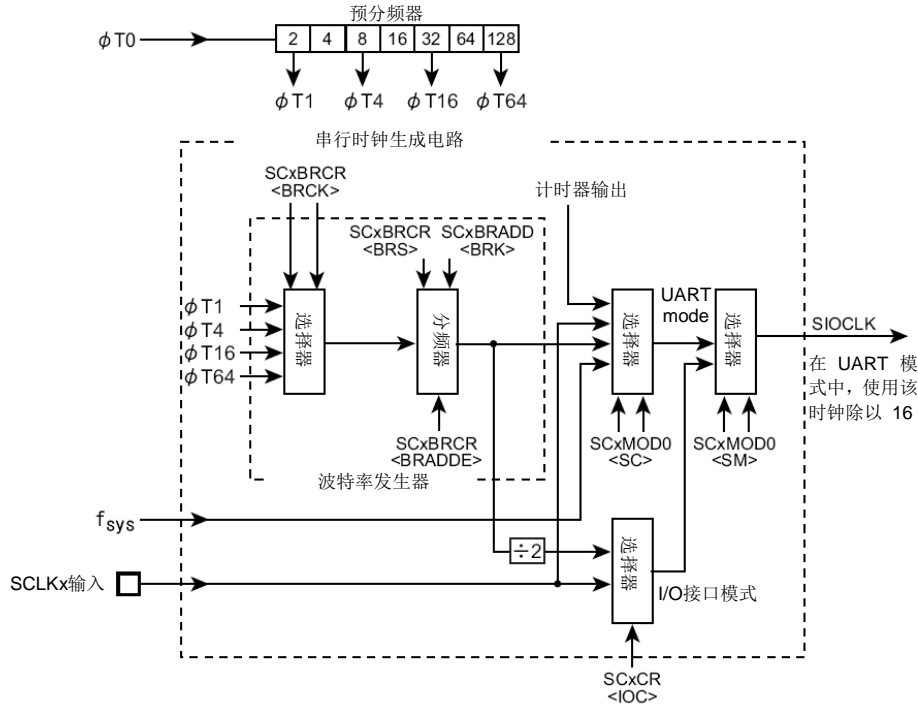 预分频器
φT0
2 4 8 16 32 64 128
φT1 φT4 φT16 φT64
串行时钟生成电路
SCxBRCR
<BRCK>
计时器输出
SCxBRCR
<BRS>
SCxBRADD
<BRK>
φT1
φT4
φT16
φT64
选择器
分频器
选择器
UART
mode
选择器
SIOCLK
在 UART 模
式中，使用该
时钟除以 16
SCxBRCR
<BRADDE>
SCxMOD0
<SC>
SCxMOD0
<SM>
波特率发生器
fsys
÷2
选择器
SCLKx输入
I/O接口模式
SCxCR
<IOC>